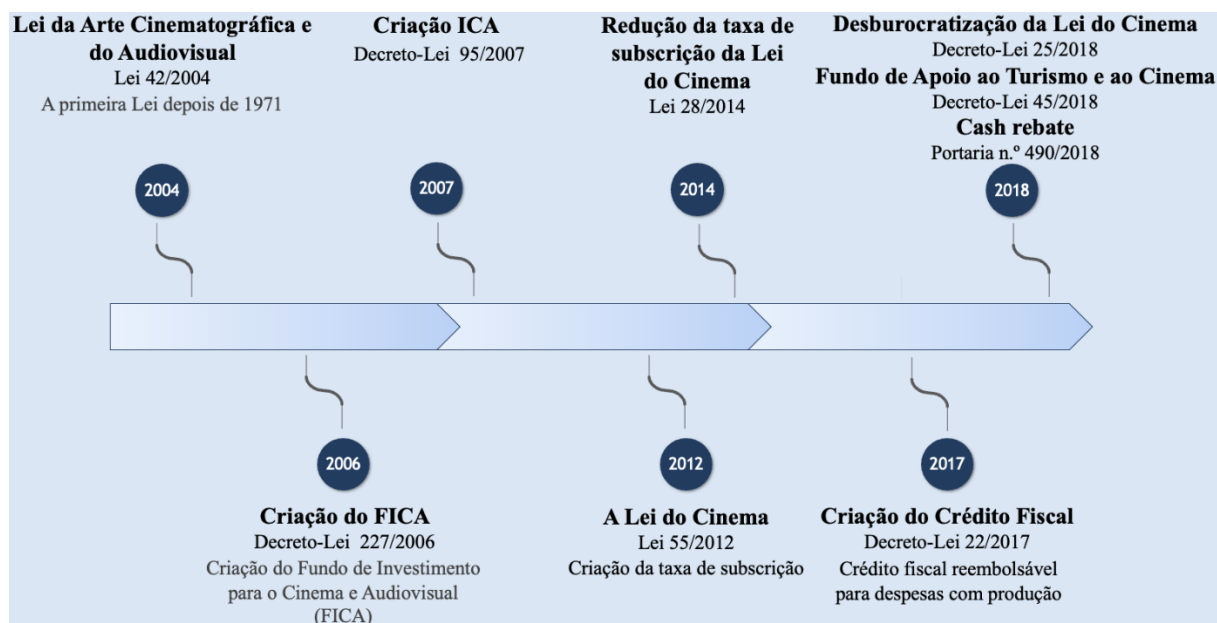 Lei da Arte Cinematográfica e
do Audiovisual
Lei 42/2004
A primeira Lei depois de 1971
Criação ICA
Decreto-Lei 95/2007
Redução da taxa de
subscrição da Lei
do Cinema
Lei 28/2014
Desburocratização da Lei do Cinema
Decreto-Lei 25/2018
Fundo de Apoio ao Turismo e ao Cinema
Decreto-Lei 45/2018
Cash rebate
Portaria n.º 490/2018
2004
2007
2014
2018
2006
2012
2017
Criação do FICA
Decreto-Lei 227/2006
Criação do Fundo de Investimento
para o Cinema e Audiovisual
(FICA)
A Lei do Cinema
Lei 55/2012
Criação da taxa de subscrição
Criação do Crédito Fiscal
Decreto-Lei 22/2017
Crédito fiscal reembolsável
para despesas com produção